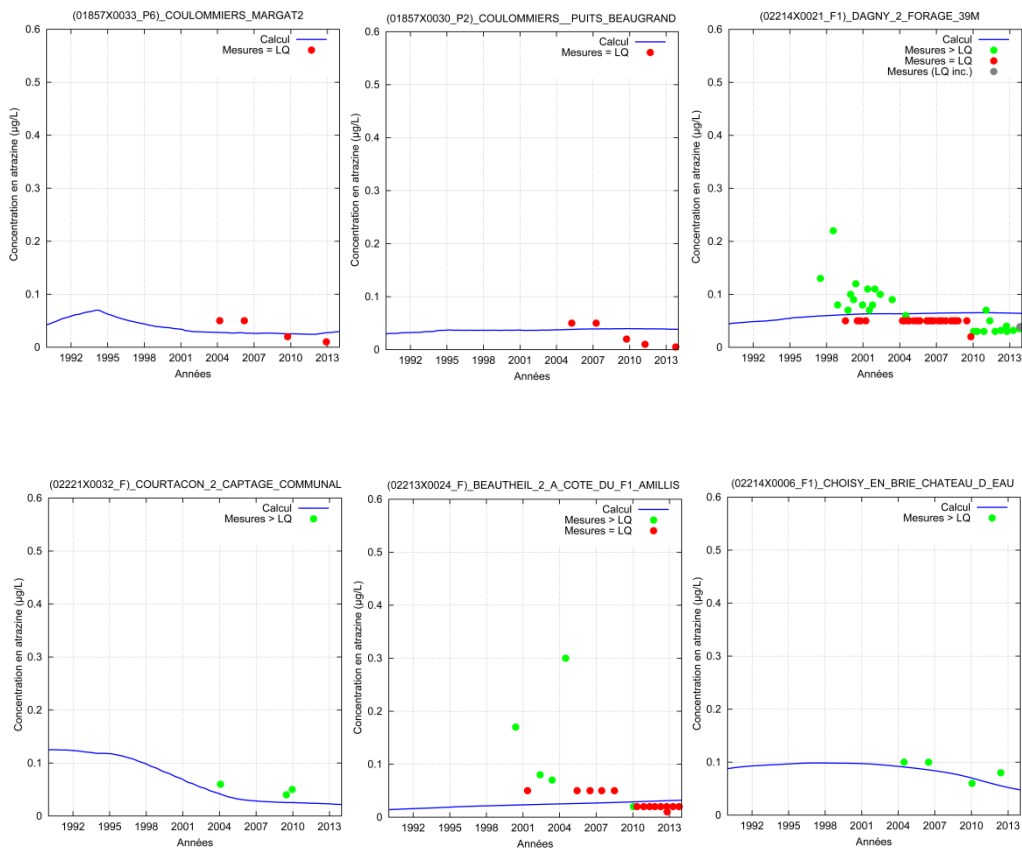 (01857X0033_P6)_COULOMMIERS_MARGAT2
0.6
Calcul
Mesures = LQ
0.5
0.4
0.3
0.2
0.1
0
Concentration en atrazine (µg/L)
1992 1995 1998 2001 2004 2007 2010 2013
Années
(01857X0030_P2)_COULOMMIERS__PUITS_BEAUGRAND
0.6
Calcul
Mesures = LQ
0.5
0.4
0.3
0.2
0.1
0
Concentration en atrazine (µg/L)
1992 1995 1998 2001 2004 2007 2010 2013
Années
(02214X0021_F1)_DAGNY_2_FORAGE_39M
0.6
Calcul
Mesures > LQ
Mesures = LQ
Mesures (LQ inc.)
0.5
0.4
0.3
0.2
0.1
0
Concentration en atrazine (µg/L)
1992 1995 1998 2001 2004 2007 2010 2013
Années
(02221X0032_F)_COURTACON_2_CAPTAGE_COMMUNAL
0.6
Calcul
Mesures > LQ
0.5
0.4
0.3
0.2
0.1
0
Concentration en atrazine (µg/L)
1992 1995 1998 2001 2004 2007 2010 2013
Années
(02213X0024_F)_BEAUTHEIL_2_A_COTE_DU_F1_AMILLIS
0.6
Calcul
Mesures > LQ
Mesures = LQ
0.5
0.4
0.3
0.2
0.1
0
Concentration en atrazine (µg/L)
1992 1995 1998 2001 2004 2007 2010 2013
Années
(02214X0006_F1)_CHOISY_EN_BRIE_CHATEAU_D_EAU
0.6
Calcul
Mesures > LQ
0.5
0.4
0.3
0.2
0.1
0
Concentration en atrazine (µg/L)
1992 1995 1998 2001 2004 2007 2010 2013
Années